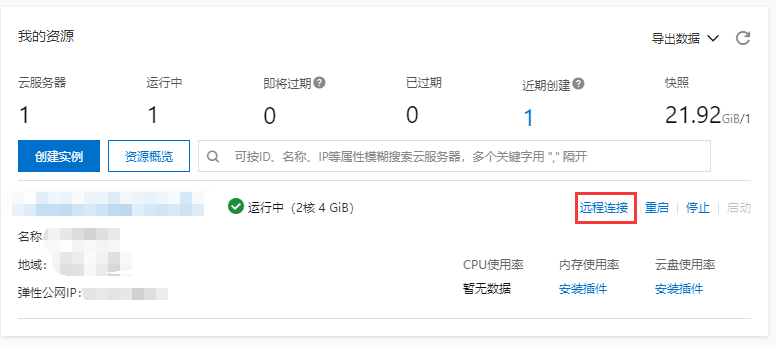 我的资源
导出数据
云服务器 运行中 即将过期 已过期 近期创建 快照
1 1 0 0 1 21.92GiB/1
创建实例 资源概览 可按ID、名称、IP等属性模糊搜索云服务器，多个关键字用 "," 隔开
运行中（2核 4 GiB） 远程连接 重启 停止 启动
名称:
地域: CPU使用率 内存使用率 云盘使用率
弹性公网IP: 暂无数据 安装插件 安装插件